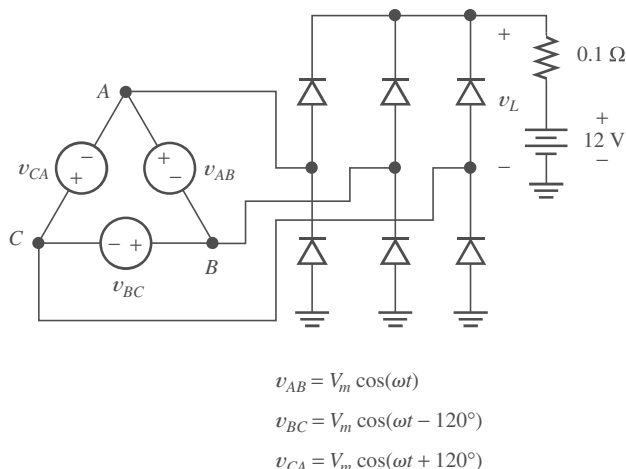 +
0.1 Ω
A
v_L
−
+
+
12 V
−
−
v_CA
+
−
v_AB
+
−
C
B
− +
v_BC
v_AB = V_m cos(ωt)
v_BC = V_m cos(ωt − 120°)
v_CA = V_m cos(ωt + 120°)